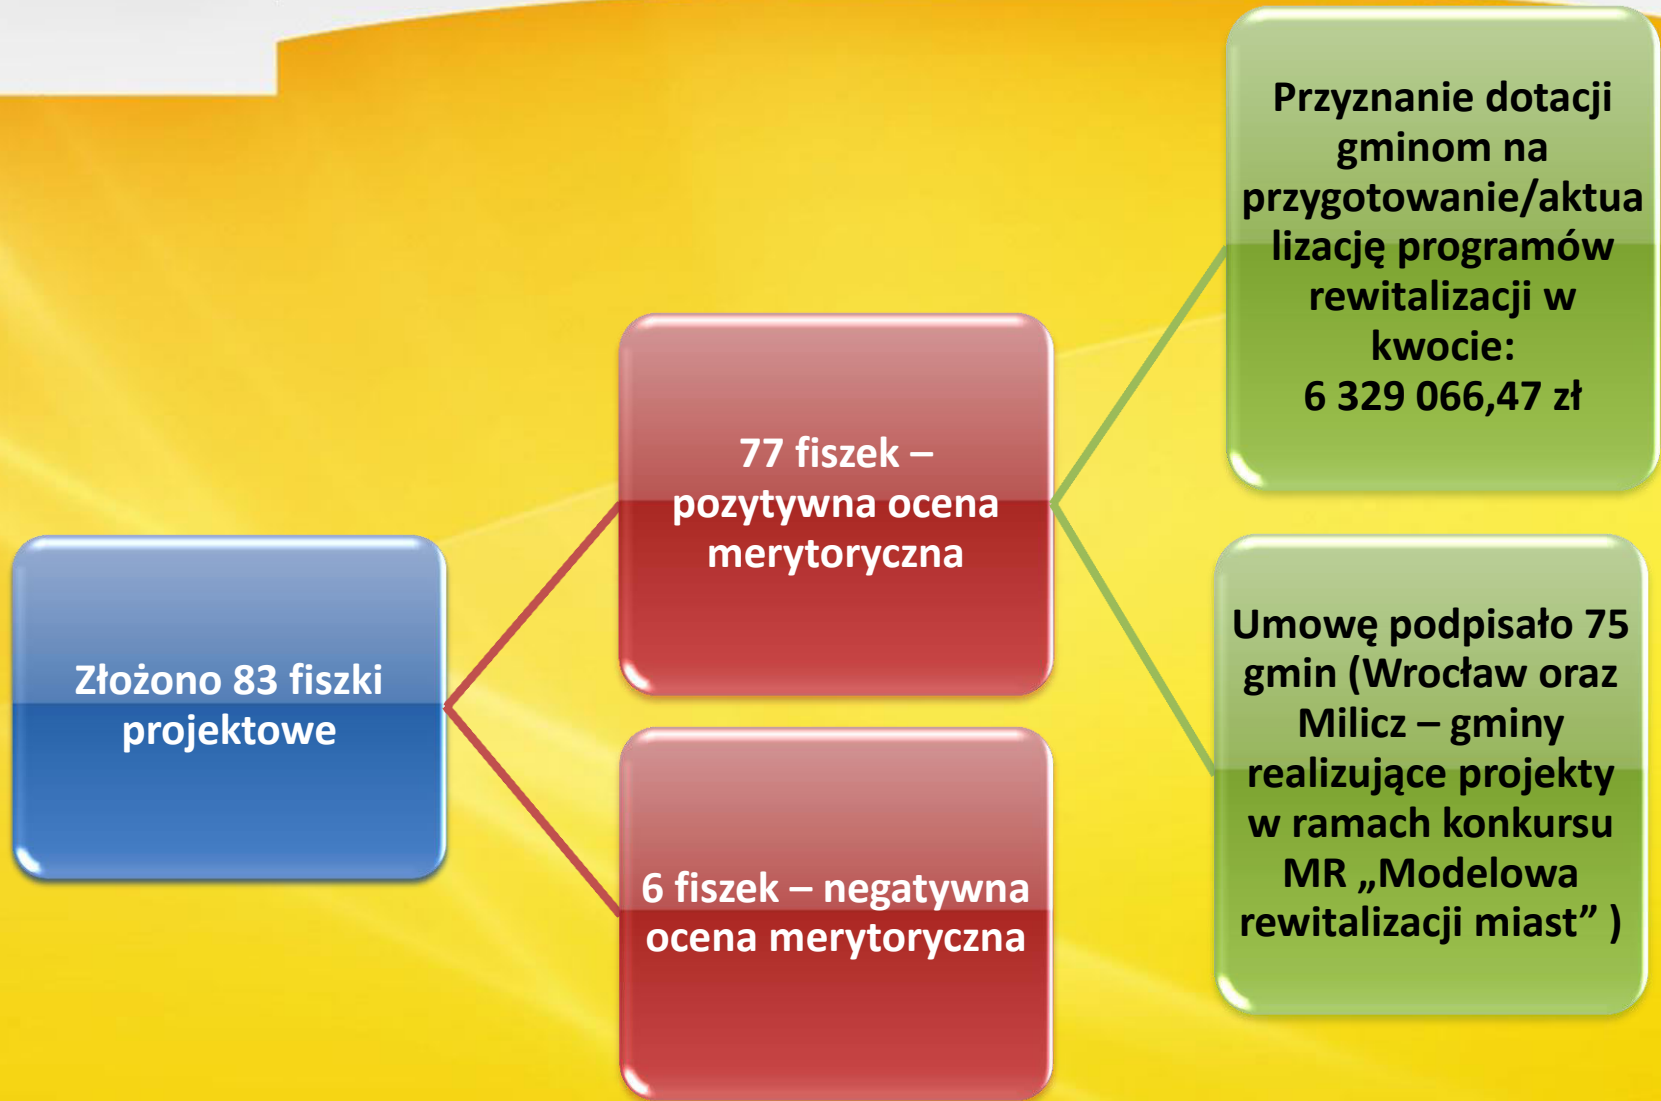 Złożono 83 fiszki
projektowe
77 fiszek –
pozytywna ocena
merytoryczna
6 fiszek – negatywna
ocena merytoryczna
Przyznanie dotacji
gminom na
przygotowanie/aktua
lizację programów
rewitalizacji w
kwocie:
6 329 066,47 zł
Umowę podpisało 75
gmin (Wrocław oraz
Milicz – gminy
realizujące projekty
w ramach konkursu
MR „Modelowa
rewitalizacji miast” )